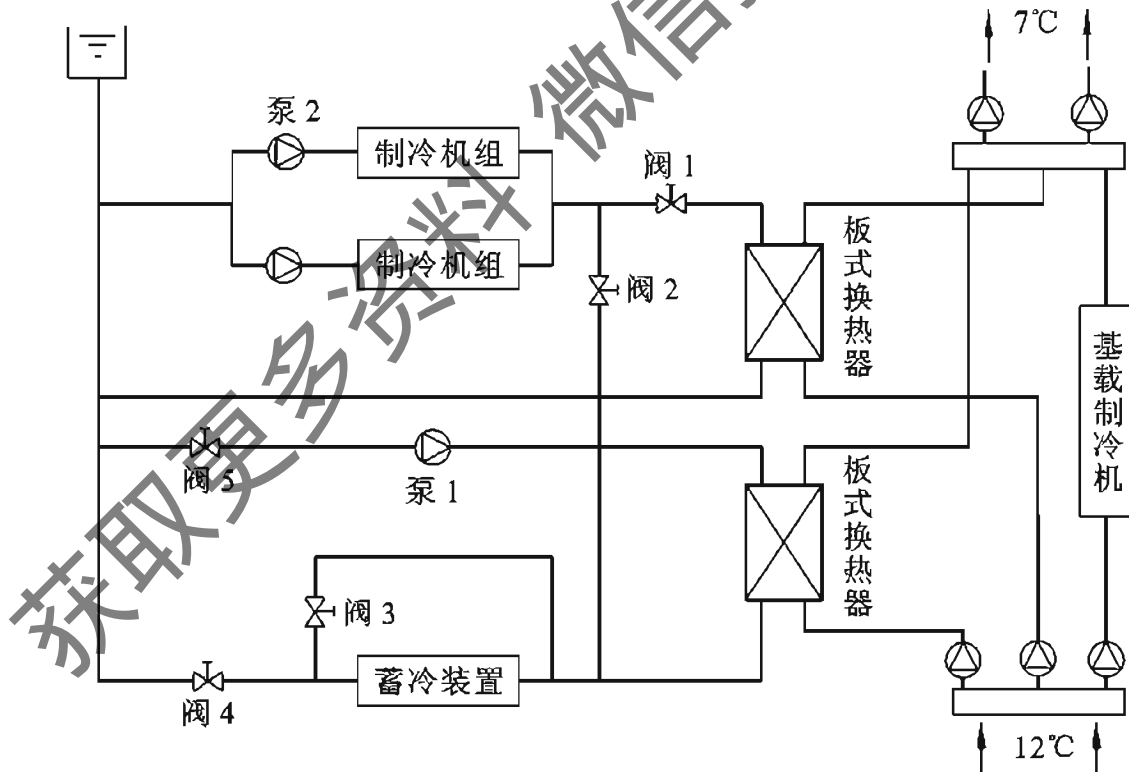 7℃
泵 2
制冷机组
阀 1
制冷机组
阀 2
板式换热器
基载制冷机
阀 5
泵 1
板式换热器
阀 3
蓄冷装置
阀 4
12℃
获取更多资料 微信